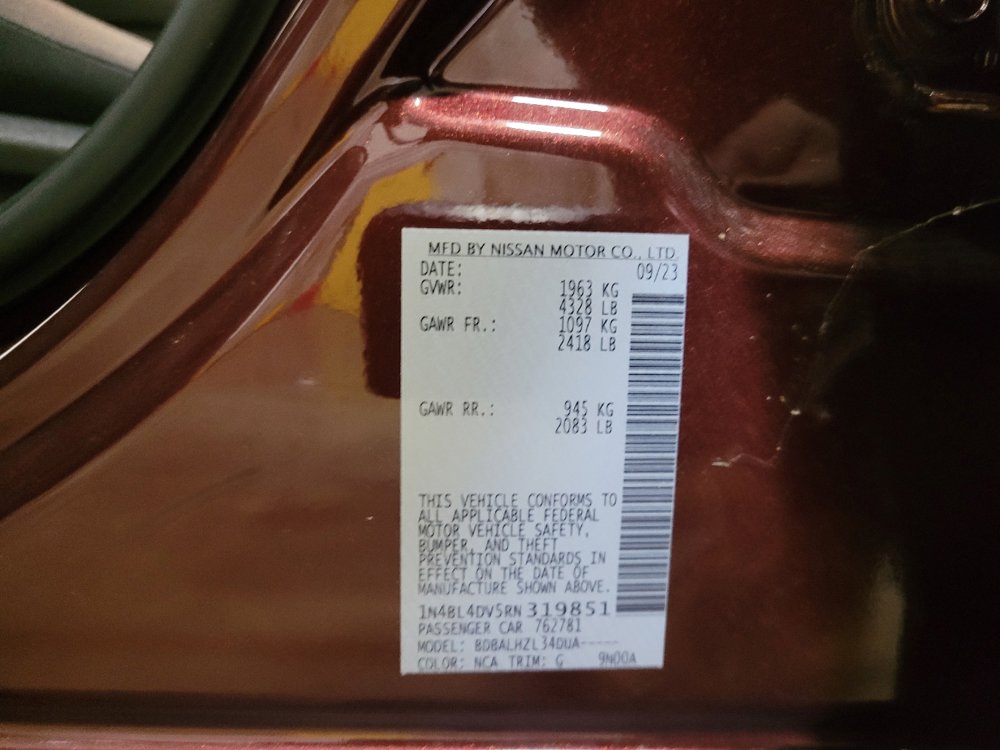 MFD BY NISSAN MOTOR CO., LTD.
DATE: 09/23
GVWR: 1963 KG
4328 LB
GAWR FR.: 1097 KG
2418 LB
GAWR RR.: 945 KG
2083 LB
THIS VEHICLE CONFORMS TO
ALL APPLICABLE FEDERAL
MOTOR VEHICLE SAFETY,
BUMPER, AND THEFT
PREVENTION STANDARDS IN
EFFECT ON THE DATE OF
MANUFACTURE SHOWN ABOVE.
1N4BL4DV5RN319851
PASSENGER CAR 762781
MODEL: BDBALHZL34DUA-----
COLOR: NCA TRIM: G 9N00A